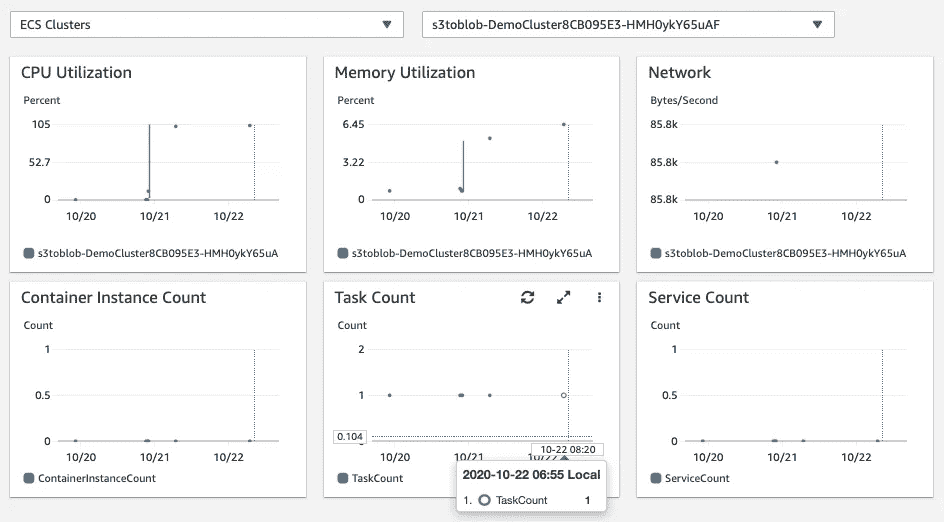 ECS Clusters
s3toblob-DemoCluster8CB095E3-HMH0ykY65uAF
CPU Utilization
Percent
105
52.7
0
10/20 10/21 10/22
s3toblob-DemoCluster8CB095E3-HMH0ykY65uA
Memory Utilization
Percent
6.45
3.22
0
10/20 10/21 10/22
s3toblob-DemoCluster8CB095E3-HMH0ykY65uA
Network
Bytes/Second
85.8k
85.8k
85.8k
10/20 10/21 10/22
s3toblob-DemoCluster8CB095E3-HMH0ykY65uA
Container Instance Count
Count
1
0.5
0
10/20 10/21 10/22
ContainerInstanceCount
Task Count
Count
2
1
0.104
10-22 08:20
10/20 10/21 10/22
TaskCount
2020-10-22 06:55 Local
1. TaskCount 1
Service Count
Count
1
0.5
0
10/20 10/21 10/22
ServiceCount